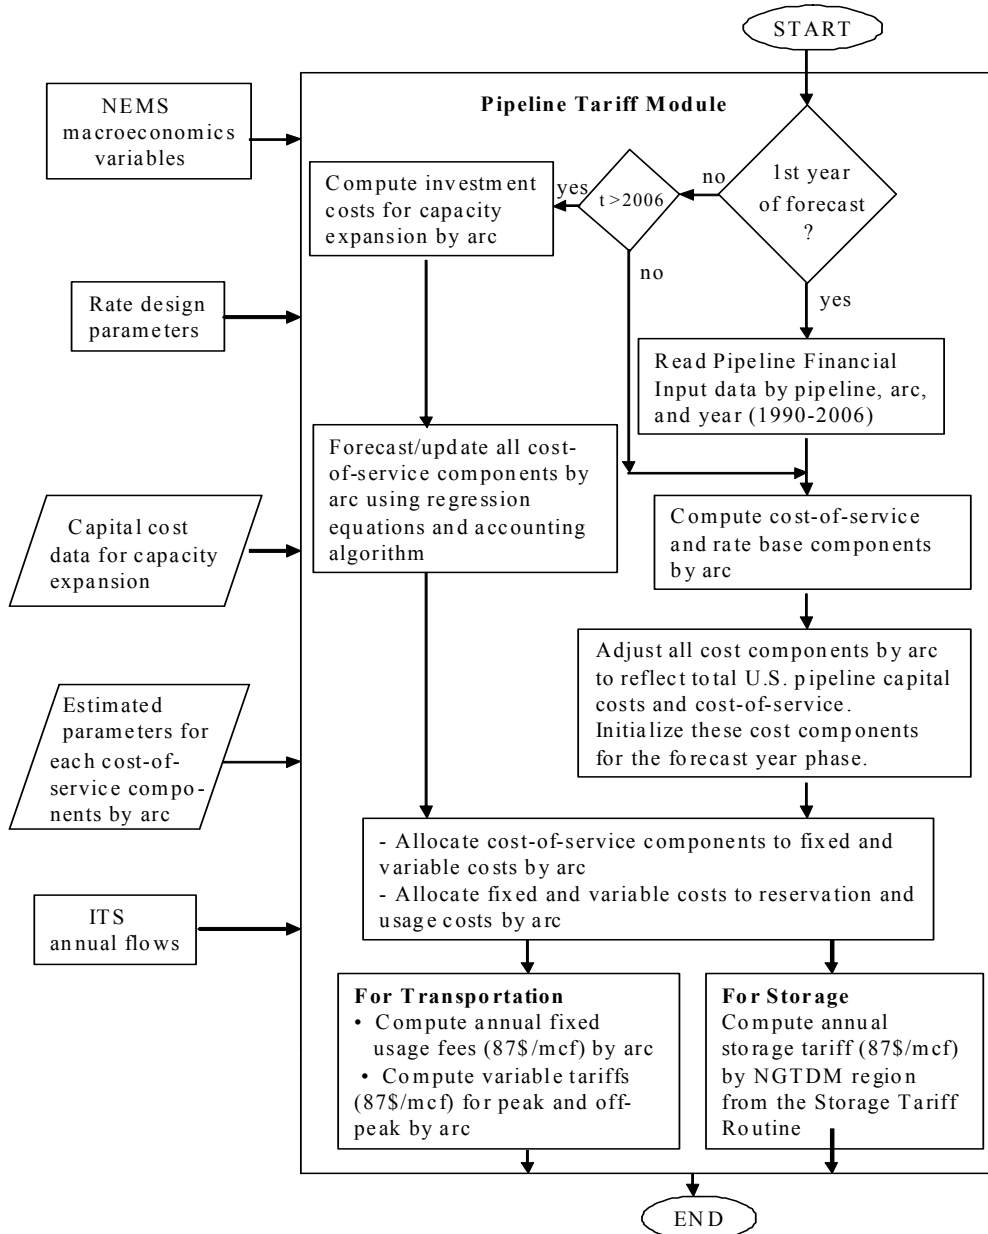 START
Pipeline Tariff Module
NEMS
macroeconomics
variables
1st year
of forecast
?
no
t >2006
yes
Compute investment
costs for capacity
expansion by arc
no
yes
Rate design
parameters
Read Pipeline Financial
Input data by pipeline, arc,
and year (1990-2006)
Forecast/update all cost-
of-service components by
arc using regression
equations and accounting
algorithm
Compute cost-of-service
and rate base components
by arc
Capital cost
data for capacity
expansion
Adjust all cost components by arc
to reflect total U.S. pipeline capital
costs and cost-of-service.
Initialize these cost components
for the forecast year phase.
Estimated
parameters for
each cost-of-
service compo-
nents by arc
- Allocate cost-of-service components to fixed and
variable costs by arc
- Allocate fixed and variable costs to reservation and
usage costs by arc
ITS
annual flows
For Transportation
• Compute annual fixed
usage fees (87$/mcf) by arc
• Compute variable tariffs
(87$/mcf) for peak and off-
peak by arc
For Storage
Compute annual
storage tariff (87$/mcf)
by NGTDM region
from the Storage Tariff
Routine
END